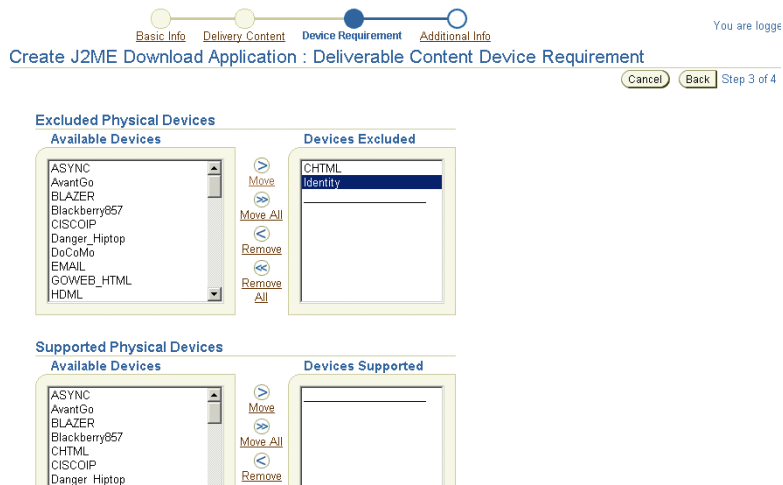 Basic Info Delivery Content Device Requirement Additional Info
You are logge
Create J2ME Download Application : Deliverable Content Device Requirement
Cancel Back Step 3 of 4
Excluded Physical Devices
Available Devices Devices Excluded
ASYNC
AvantGo
BLAZER
Blackberry857
CISCOIP
Danger_Hiptop
DoCoMo
EMAIL
GOWEB_HTML
HDML
Move
Move All
Remove
Remove
All
CHTML
Identity
Supported Physical Devices
Available Devices Devices Supported
ASYNC
AvantGo
BLAZER
Blackberry857
CHTML
CISCOIP
Danger_Hiptop
Move
Move All
Remove